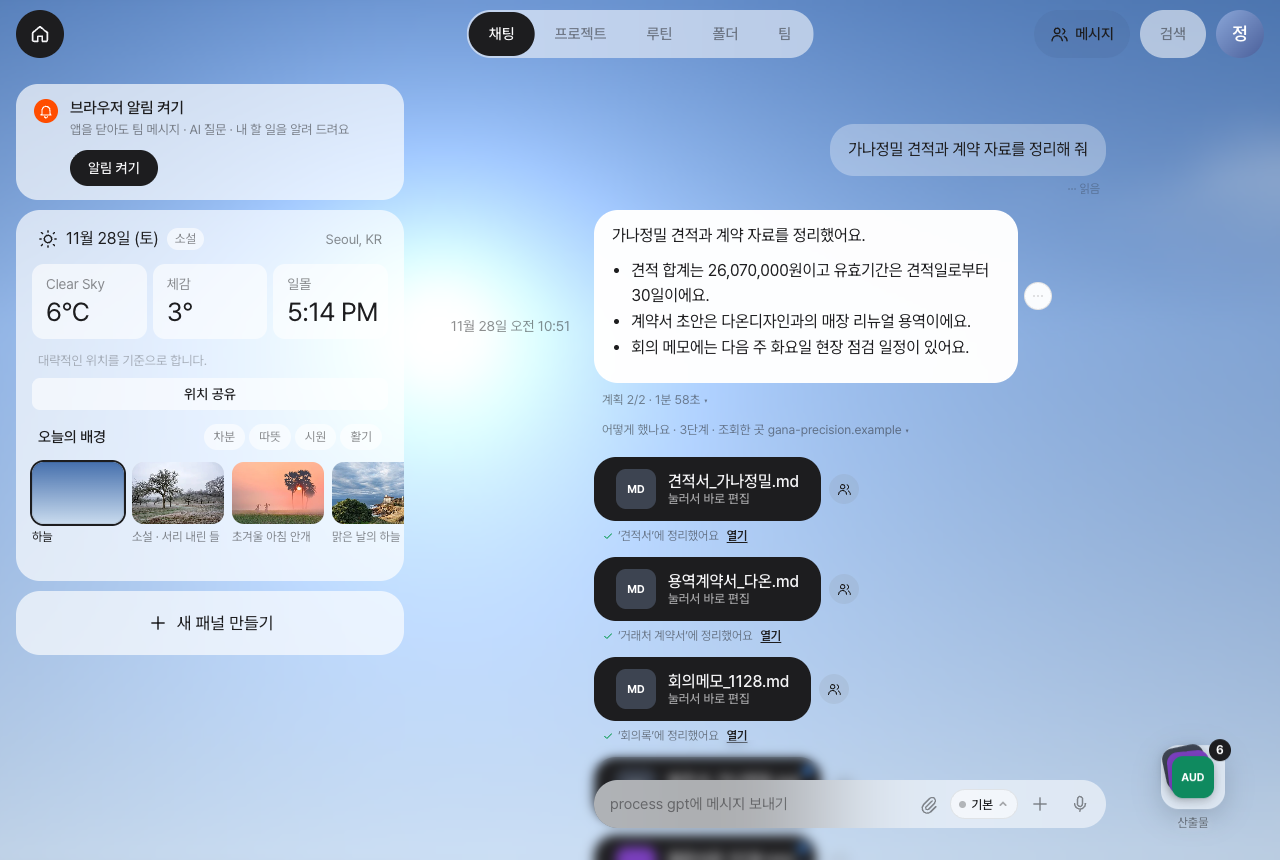 채팅
프로젝트
루틴
폴더
팀
메시지
검색
정
브라우저 알림 켜기
앱을 닫아도 팀 메시지 · AI 질문 · 내 할 일을 알려 드려요
알림 켜기
11월 28일 (토)
소설
Seoul, KR
Clear Sky
6°C
체감
3°
일몰
5:14 PM
대략적인 위치를 기준으로 합니다.
위치 공유
오늘의 배경
차분
따뜻
시원
활기
하늘
소설 · 서리 내린 들
초겨울 아침 안개
맑은 날의 하늘
새 패널 만들기
가나정밀 견적과 계약 자료를 정리해 줘
읽음
11월 28일 오전 10:51
가나정밀 견적과 계약 자료를 정리했어요.
견적 합계는 26,070,000원이고 유효기간은 견적일로부터
30일이에요.
계약서 초안은 다온디자인과의 매장 리뉴얼 용역이에요.
회의 메모에는 다음 주 화요일 현장 점검 일정이 있어요.
계획 2/2 · 1분 58초
어떻게 했나요 · 3단계 · 조회한 곳 gana-precision.example
MD
견적서_가나정밀.md
눌러서 바로 편집
‘견적서’에 정리했어요 열기
MD
용역계약서_다온.md
눌러서 바로 편집
‘거래처 계약서’에 정리했어요 열기
MD
회의메모_1128.md
눌러서 바로 편집
‘회의록’에 정리했어요 열기
process gpt에 메시지 보내기
기본
6
AUD
산출물